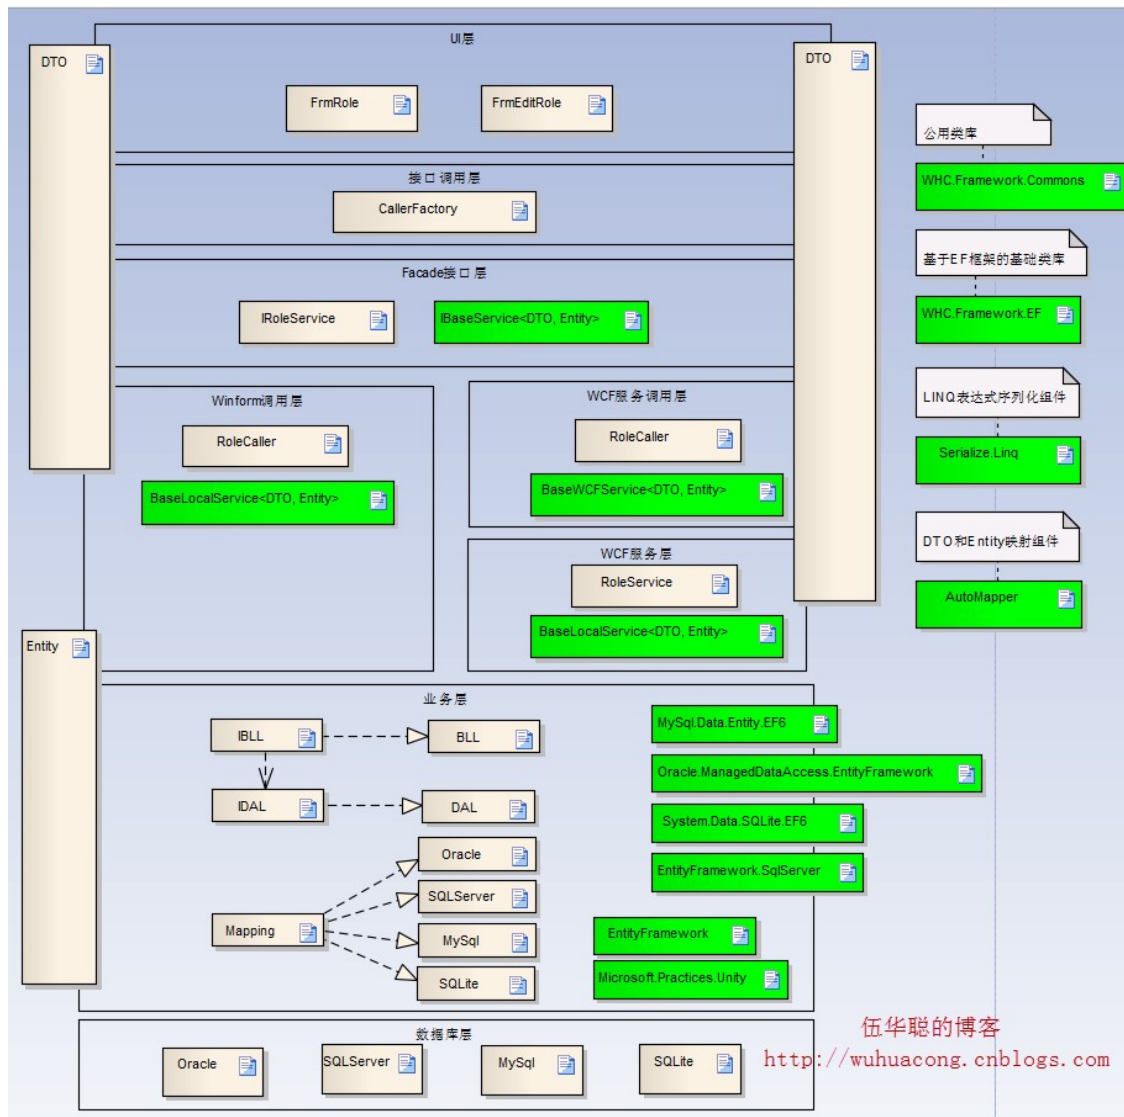 UI层
DTO
DTO
FrmRole
FrmEditRole
接口调用层
CallerFactory
Facade接口层
IRoleService
IBaseService<DTO, Entity>
Winform调用层
RoleCaller
BaseLocalService<DTO, Entity>
WCF服务调用层
RoleCaller
BaseWCFService<DTO, Entity>
WCF服务层
RoleService
BaseLocalService<DTO, Entity>
公用类库
WHC.Framework.Commons
基于EF框架的基础类库
WHC.Framework.EF
LINQ表达式序列化组件
Serialize.Linq
DTO和Entity映射组件
AutoMapper
Entity
业务层
IBLL
BLL
IDAL
DAL
Mapping
Oracle
SQLServer
MySql
SQLite
MySql.Data.Entity.EF6
Oracle.ManagedDataAccess.EntityFramework
System.Data.SQLite.EF6
EntityFramework.SqlServer
EntityFramework
Microsoft.Practices.Unity
数据库层
Oracle
SQLServer
MySql
SQLite
伍华聪的博客
http://wuhuacong.cnblogs.com